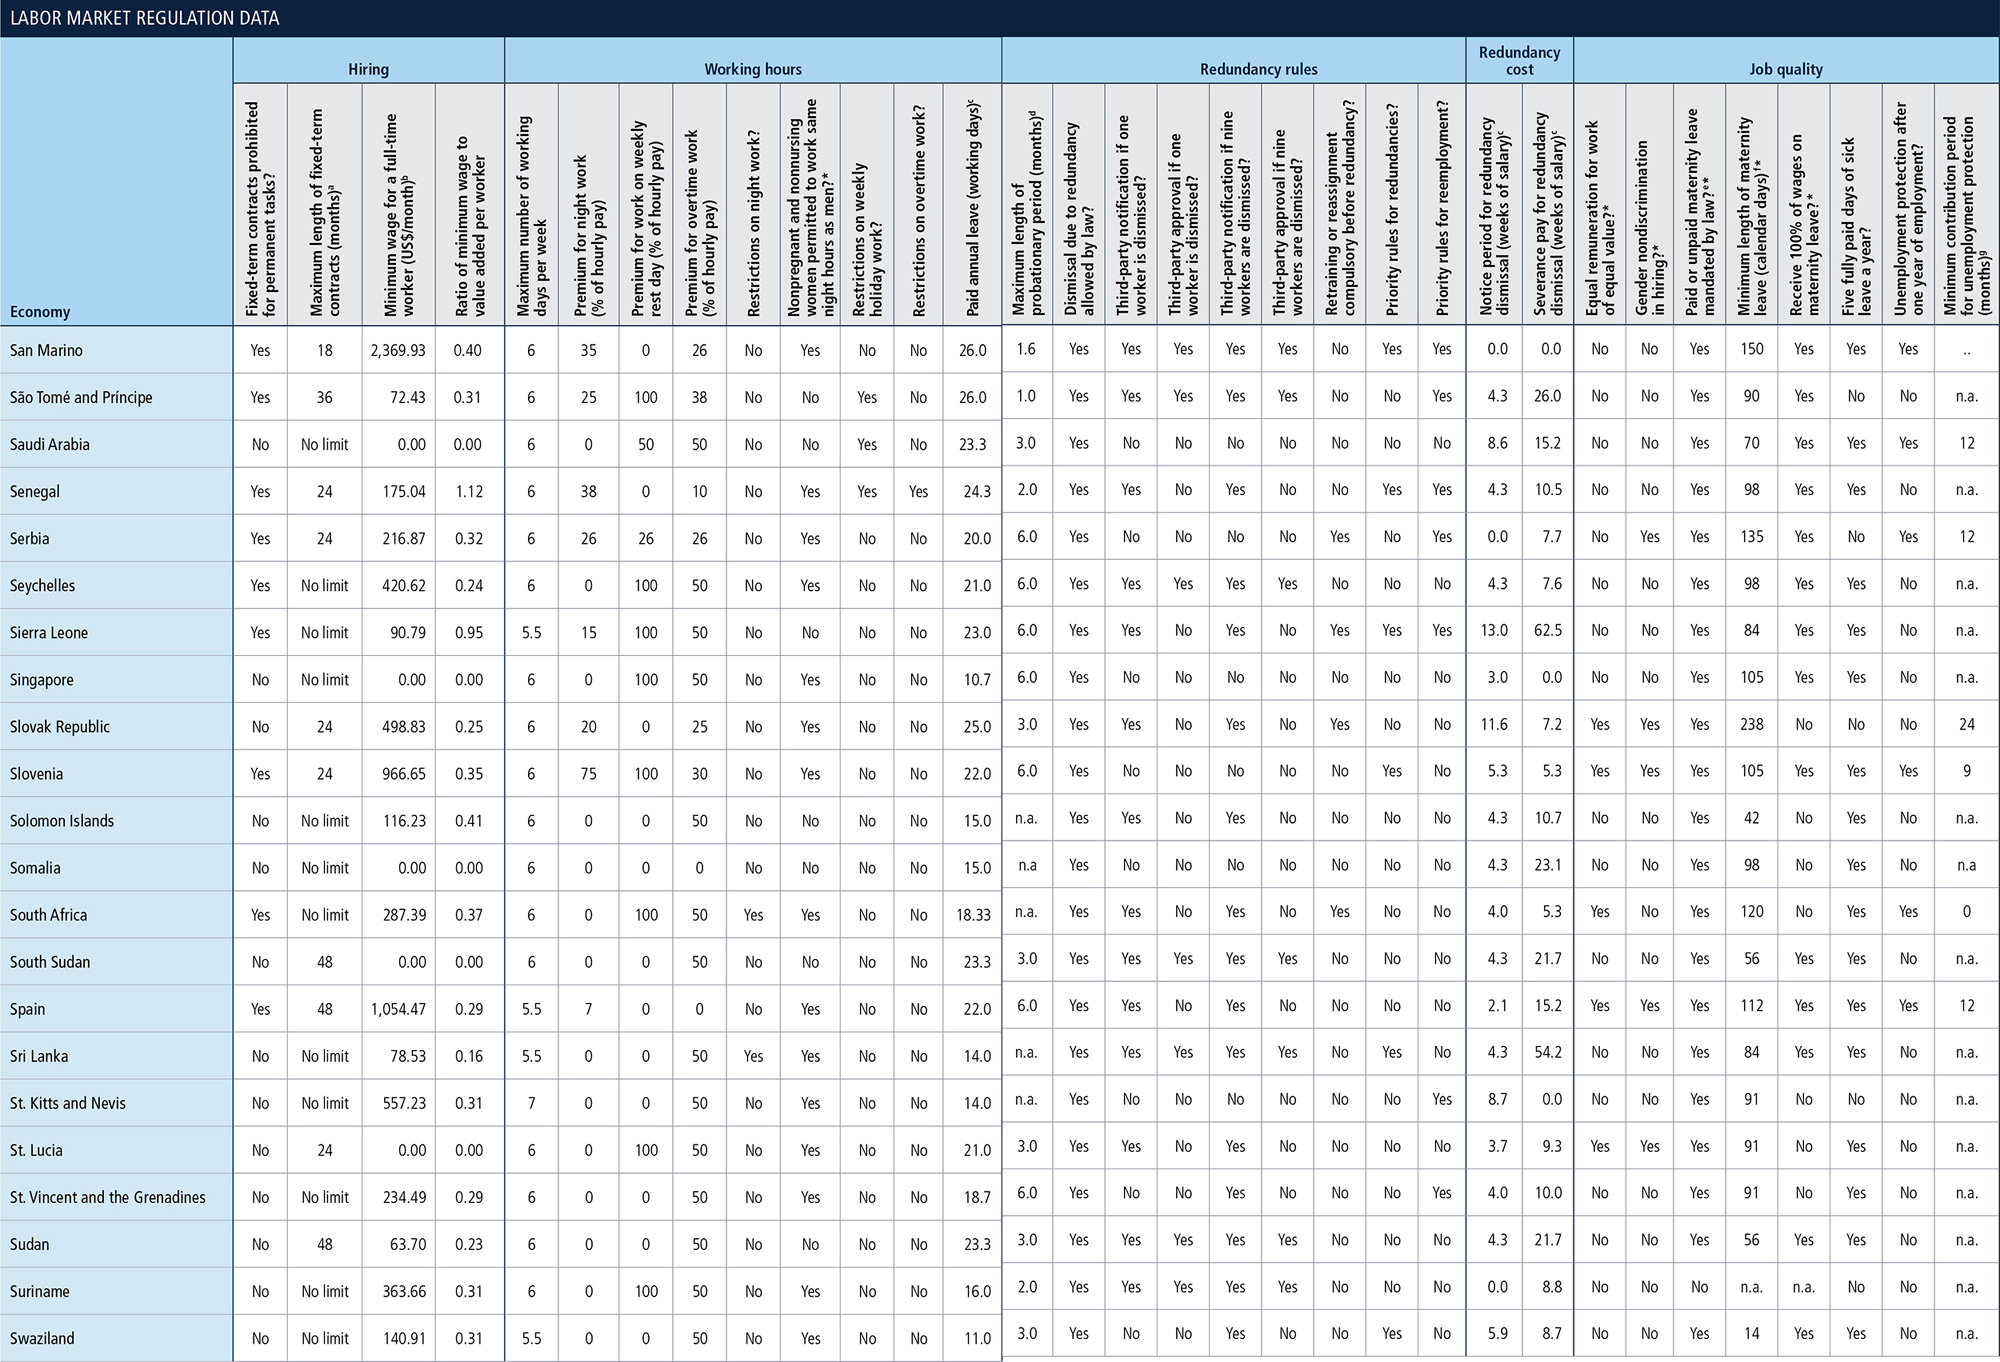 LABOR MARKET REGULATION DATA
Hiring Working hours Redundancy rules Redundancy cost Job quality
Economy
Fixed-term contracts prohibited for permanent tasks?
Maximum length of fixed-term contracts (months)a
Minimum wage for a full-time worker (US$/month)b
Ratio of minimum wage to value added per worker
Maximum number of working days per week
Premium for night work (% of hourly pay)
Premium for work on weekly rest day (% of hourly pay)
Premium for overtime work (% of hourly pay)
Restrictions on night work?
Nonpregnant and nonnursing women permitted to work same night hours as men?*
Restrictions on weekly holiday work?
Restrictions on overtime work?
Paid annual leave (working days)c
Maximum length of probationary period (months)d
Dismissal due to redundancy allowed by law?
Third-party notification if one worker is dismissed?
Third-party approval if one worker is dismissed?
Third-party notification if nine workers are dismissed?
Third-party approval if nine workers are dismissed?
Retraining or reassignment compulsory before redundancy?
Priority rules for redundancies?
Priority rules for reemployment?
Notice period for redundancy dismissal (weeks of salary)c
Severance pay for redundancy dismissal (weeks of salary)c
Equal remuneration for work of equal value?*
Gender nondiscrimination in hiring?*
Paid or unpaid maternity leave mandated by law?e*
Minimum length of maternity leave (calendar days)f*
Receive 100% of wages on maternity leave?*
Five fully paid days of sick leave a year?
Unemployment protection after one year of employment?
Minimum contribution period for unemployment protection (months)g
San Marino Yes 18 2,369.93 0.40 6 35 0 26 No Yes No No 26.0 1.6 Yes Yes Yes Yes Yes No Yes Yes 0.0 0.0 No No Yes 150 Yes Yes Yes ..
São Tomé and Príncipe Yes 36 72.43 0.31 6 25 100 38 No No Yes No 26.0 1.0 Yes Yes Yes Yes Yes No No Yes 4.3 26.0 No No Yes 90 Yes No No n.a.
Saudi Arabia No No limit 0.00 0.00 6 0 50 50 No No Yes No 23.3 3.0 Yes No No No No No No No 8.6 15.2 No No Yes 70 Yes Yes Yes 12
Senegal Yes 24 175.04 1.12 6 38 0 10 No Yes Yes Yes 24.3 2.0 Yes Yes No Yes No No Yes Yes 4.3 10.5 No No Yes 98 Yes Yes No n.a.
Serbia Yes 24 216.87 0.32 6 26 26 26 No Yes No No 20.0 6.0 Yes No No No No Yes No Yes 0.0 7.7 No Yes Yes 135 Yes No Yes 12
Seychelles Yes No limit 420.62 0.24 6 0 100 50 No Yes No No 21.0 6.0 Yes Yes Yes Yes Yes No No No 4.3 7.6 No No Yes 98 Yes Yes No n.a.
Sierra Leone Yes No limit 90.79 0.95 5.5 15 100 50 No No No No 23.0 6.0 Yes Yes No Yes No Yes Yes Yes 13.0 62.5 No No Yes 84 Yes Yes No n.a.
Singapore No No limit 0.00 0.00 6 0 100 50 No Yes No No 10.7 6.0 Yes No No No No No No No 3.0 0.0 No No Yes 105 Yes Yes No n.a.
Slovak Republic No 24 498.83 0.25 6 20 0 25 No Yes No No 25.0 3.0 Yes Yes No Yes No Yes No No 11.6 7.2 Yes Yes Yes 238 No No No 24
Slovenia Yes 24 966.65 0.35 6 75 100 30 No Yes No No 22.0 6.0 Yes No No No No No Yes No 5.3 5.3 Yes Yes Yes 105 Yes Yes Yes 9
Solomon Islands No No limit 116.23 0.41 6 0 0 50 No No No No 15.0 n.a. Yes Yes No Yes No No No No 4.3 10.7 No No Yes 42 No Yes No n.a.
Somalia No No limit 0.00 0.00 6 0 0 0 No No No No 15.0 n.a Yes No No No No No No No 4.3 23.1 No No Yes 98 No Yes No n.a
South Africa Yes No limit 287.39 0.37 6 0 100 50 Yes Yes No No 18.33 n.a. Yes Yes No Yes No Yes No No 4.0 5.3 Yes No Yes 120 No Yes Yes 0
South Sudan No 48 0.00 0.00 6 0 0 50 No No No No 23.3 3.0 Yes Yes Yes Yes Yes No No No 4.3 21.7 No No Yes 56 Yes Yes No n.a.
Spain Yes 48 1,054.47 0.29 5.5 7 0 0 No Yes No No 22.0 6.0 Yes Yes No Yes No No No No 2.1 15.2 Yes Yes Yes 112 Yes Yes Yes 12
Sri Lanka No No limit 78.53 0.16 5.5 0 0 50 Yes Yes No No 14.0 n.a. Yes Yes Yes Yes Yes No Yes No 4.3 54.2 No No Yes 84 Yes Yes No n.a.
St. Kitts and Nevis No No limit 557.23 0.31 7 0 0 50 No Yes No No 14.0 n.a. Yes No No No No No No Yes 8.7 0.0 No No Yes 91 No No No n.a.
St. Lucia No 24 0.00 0.00 6 0 100 50 No Yes No No 21.0 3.0 Yes Yes No Yes No No No No 3.7 9.3 Yes Yes Yes 91 No Yes No n.a.
St. Vincent and the Grenadines No No limit 234.49 0.29 6 0 0 50 No Yes No No 18.7 6.0 Yes No No Yes No No No Yes 4.0 10.0 No No Yes 91 No Yes No n.a.
Sudan No 48 63.70 0.23 6 0 0 50 No No No No 23.3 3.0 Yes Yes Yes Yes Yes No No No 4.3 21.7 No No Yes 56 Yes Yes No n.a.
Suriname No No limit 363.66 0.31 6 0 100 50 No Yes No No 16.0 2.0 Yes Yes Yes Yes Yes No No No 0.0 8.8 No No No n.a. n.a. No No n.a.
Swaziland No No limit 140.91 0.31 5.5 0 0 50 No Yes No No 11.0 3.0 Yes No No Yes No No Yes No 5.9 8.7 No No Yes 14 Yes Yes No n.a.